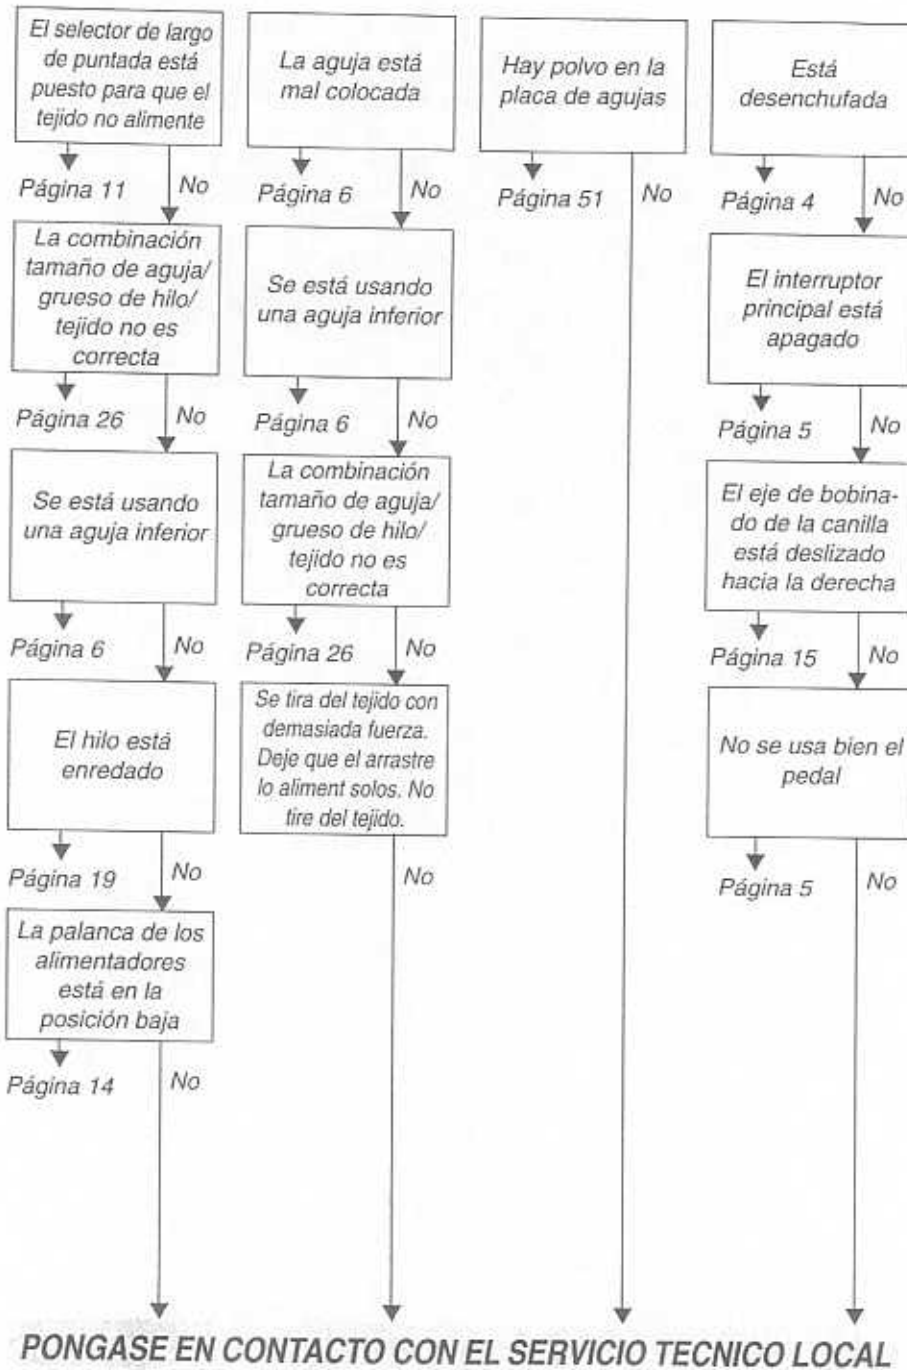 El selector de largo
de puntada está
puesto para que el
tejido no alimente
Página 11
No
La combinación
tamaño de aguja/
grueso de hilo/
tejido no es
correcta
Página 26
No
Se está usando
una aguja inferior
Página 6
No
El hilo está
enredado
Página 19
No
La palanca de los
alimentadores
está en la
posición baja
Página 14
No
La aguja está
mal colocada
Página 6
No
Se está usando
una aguja inferior
Página 6
No
La combinación
tamaño de aguja/
grueso de hilo/
tejido no es
correcta
Página 26
No
Se tira del tejido con
demasiada fuerza.
Deje que el arrastre
lo aliment solos. No
tire del tejido.
No
Hay polvo en la
placa de agujas
Página 51
No
Está
desenchufada
Página 4
No
El interruptor
principal está
apagado
Página 5
No
El eje de bobina-
do de la canilla
está deslizado
hacia la derecha
Página 15
No
No se usa bien el
pedal
Página 5
No
PONGASE EN CONTACTO CON EL SERVICIO TECNICO LOCAL